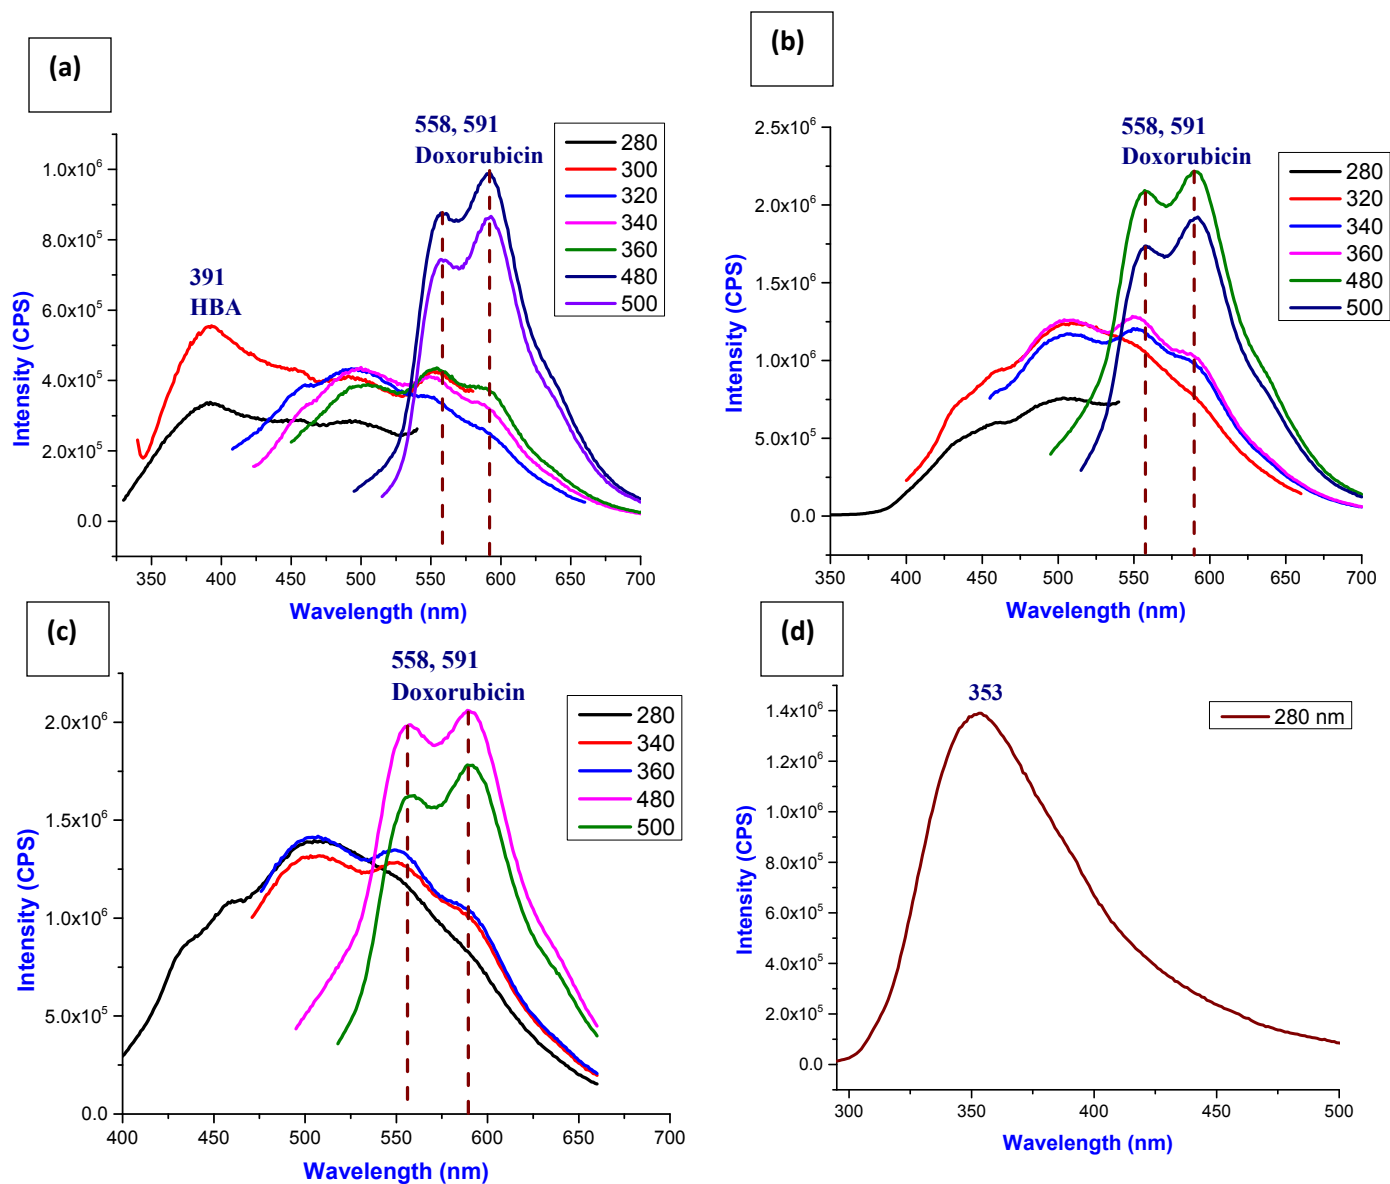 (a)
558, 591
Doxorubicin
391
HBA
280
300
320
340
360
480
500
1.0x10⁶
8.0x10⁵
6.0x10⁵
4.0x10⁵
2.0x10⁵
0.0
Intensity (CPS)
350 400 450 500 550 600 650 700
Wavelength (nm)
(b)
558, 591
Doxorubicin
280
320
340
360
480
500
2.5x10⁶
2.0x10⁶
1.5x10⁶
1.0x10⁶
5.0x10⁵
0.0
Intensity (CPS)
350 400 450 500 550 600 650 700
Wavelength (nm)
(c)
558, 591
Doxorubicin
280
340
360
480
500
2.0x10⁶
1.5x10⁶
1.0x10⁶
5.0x10⁵
0.0
Intensity (CPS)
400 450 500 550 600 650 700
Wavelength (nm)
(d)
353
280 nm
1.4x10⁶
1.2x10⁶
1.0x10⁶
8.0x10⁵
6.0x10⁵
4.0x10⁵
2.0x10⁵
0.0
Intensity (CPS)
300 350 400 450 500
Wavelength (nm)